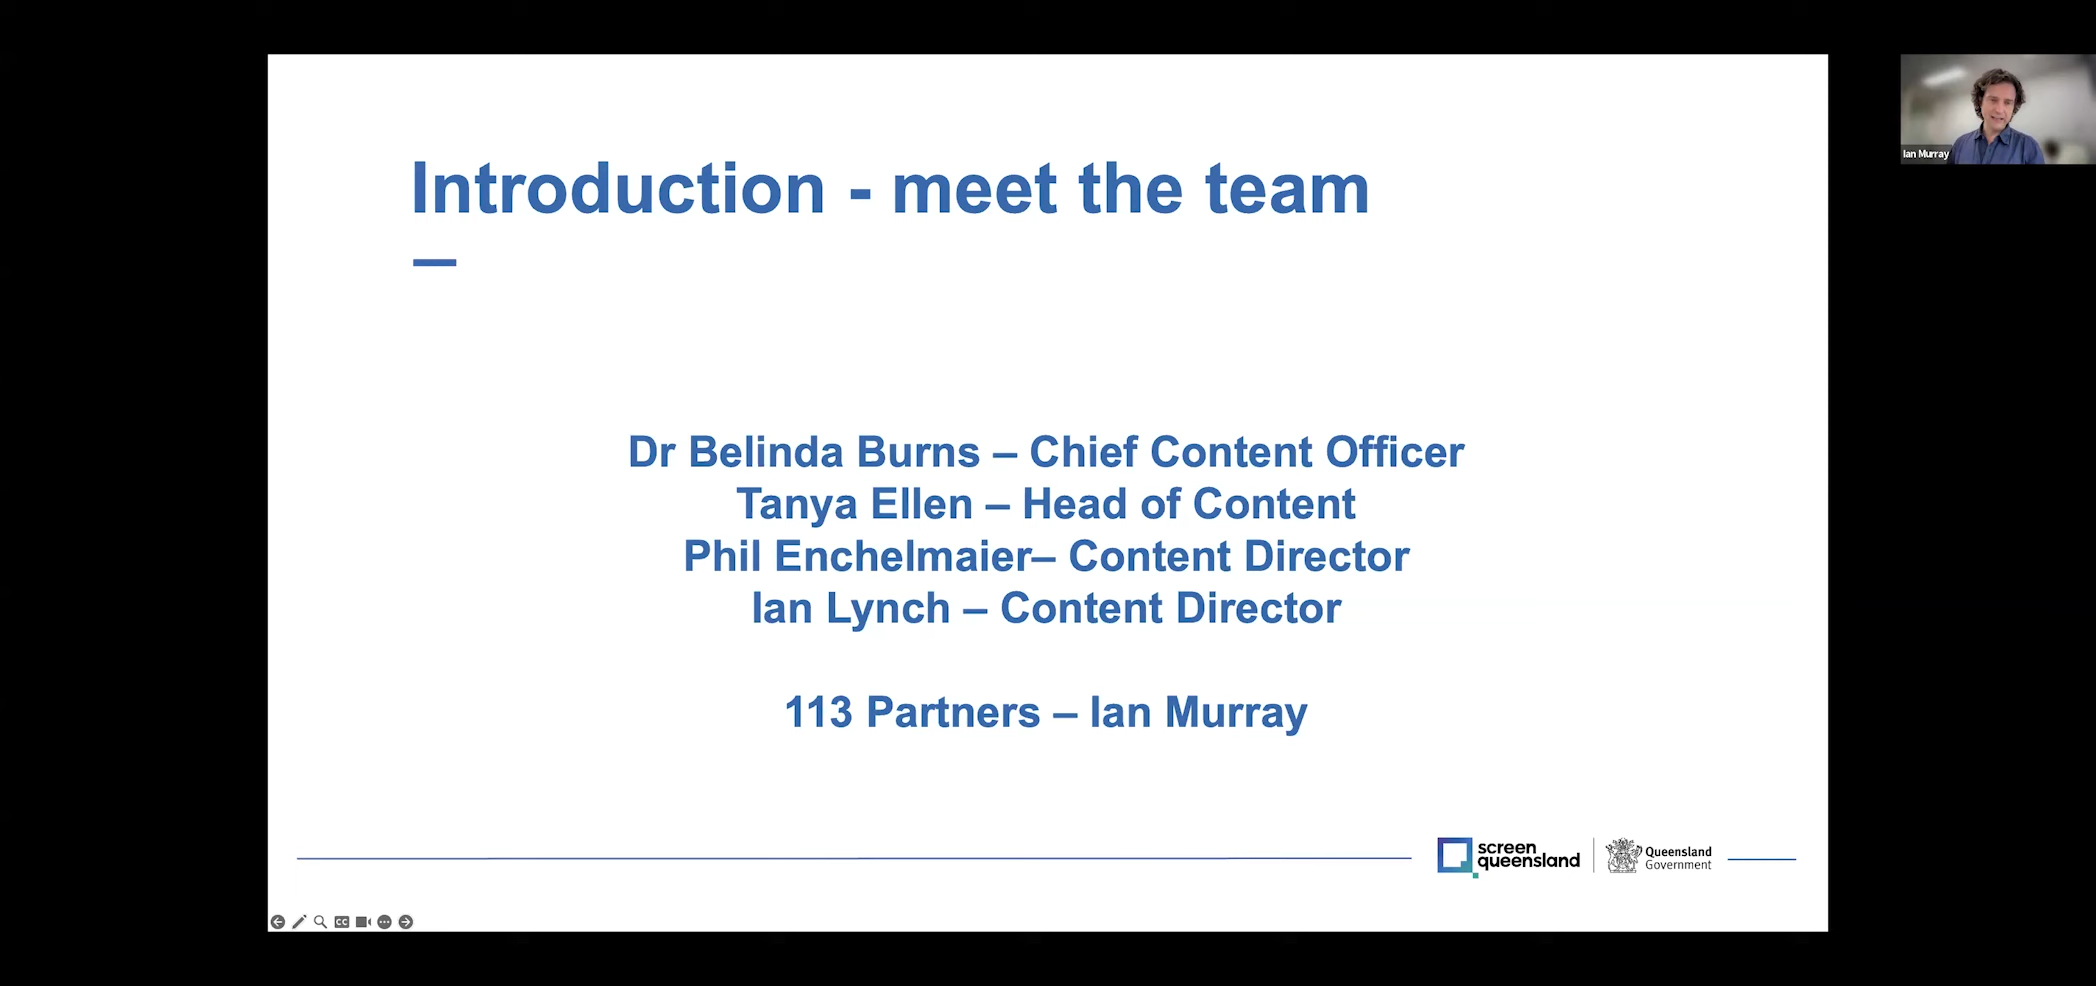 Introduction - meet the team
Ian Murray
Dr Belinda Burns – Chief Content Officer
Tanya Ellen – Head of Content
Phil Enchelmaier– Content Director
Ian Lynch – Content Director
113 Partners – Ian Murray
screen
queensland
Queensland
Government
CC